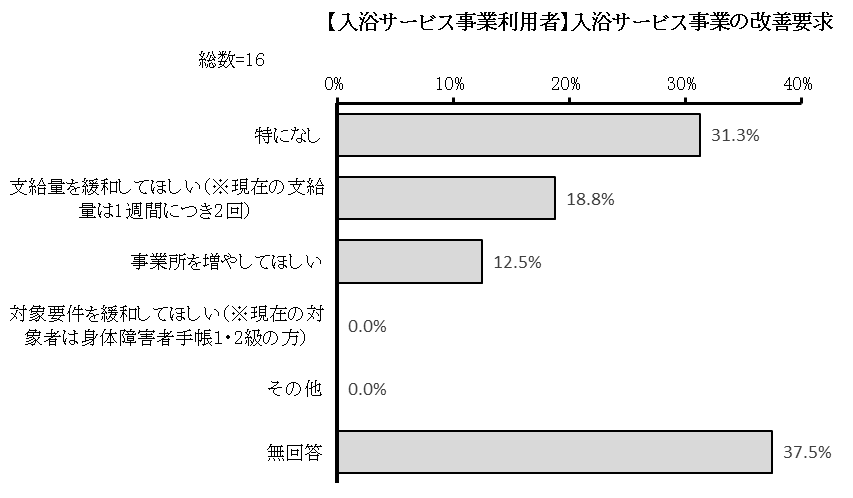 【入浴サービス事業利用者】入浴サービス事業の改善要求
総数=16
0%
10%
20%
30%
40%
特になし
31.3%
支給量を緩和してほしい（※現在の支給
量は1週間につき2回）
18.8%
事業所を増やしてほしい
12.5%
対象要件を緩和してほしい（※現在の対
象者は身体障害者手帳1・2級の方）
0.0%
その他
0.0%
無回答
37.5%